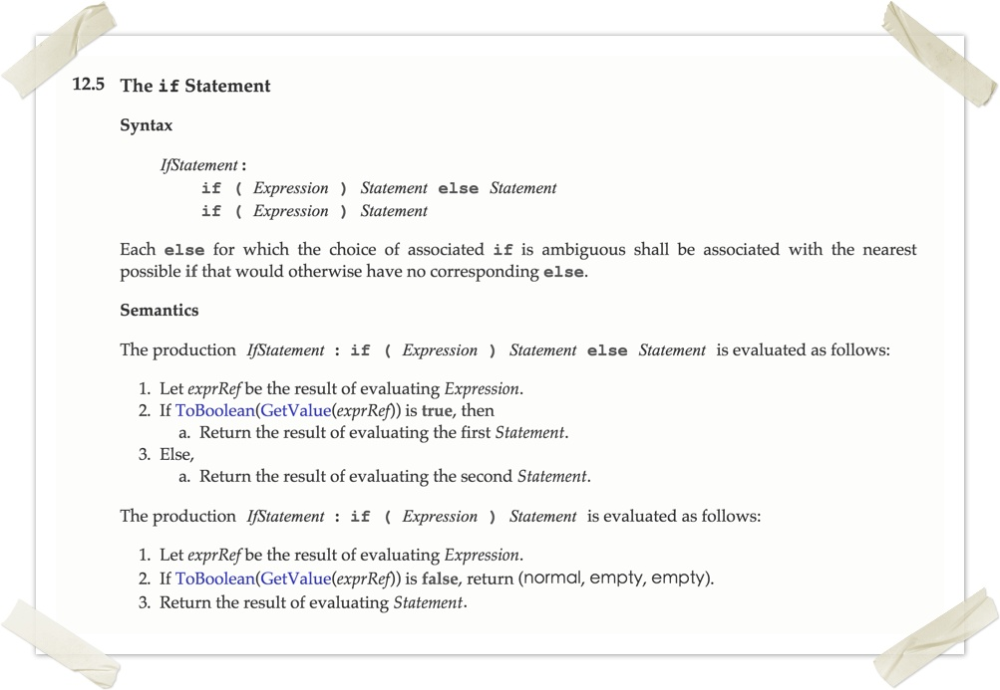 12.5 The if Statement
Syntax
IfStatement :
if ( Expression ) Statement else Statement
if ( Expression ) Statement
Each else for which the choice of associated if is ambiguous shall be associated with the nearest
possible if that would otherwise have no corresponding else.
Semantics
The production IfStatement : if ( Expression ) Statement else Statement is evaluated as follows:
1. Let exprRef be the result of evaluating Expression.
2. If ToBoolean(GetValue(exprRef)) is true, then
a. Return the result of evaluating the first Statement.
3. Else,
a. Return the result of evaluating the second Statement.
The production IfStatement : if ( Expression ) Statement is evaluated as follows:
1. Let exprRef be the result of evaluating Expression.
2. If ToBoolean(GetValue(exprRef)) is false, return (normal, empty, empty).
3. Return the result of evaluating Statement.